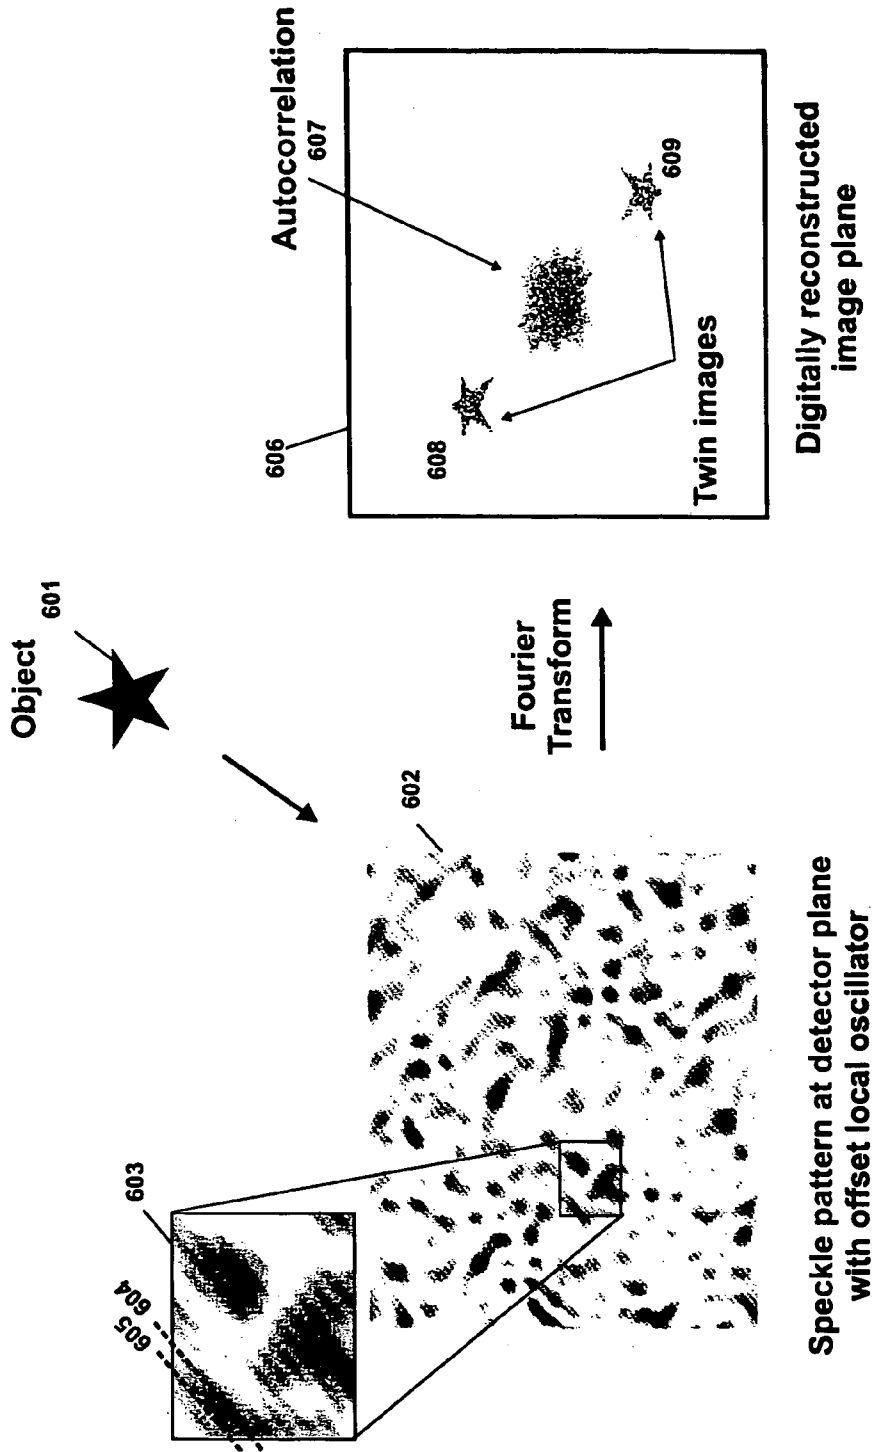 Object
601
603
604
605
602
Speckle pattern at detector plane
with offset local oscillator
Fourier
Transform
606
Autocorrelation
607
608
609
Twin images
Digitally reconstructed
image plane